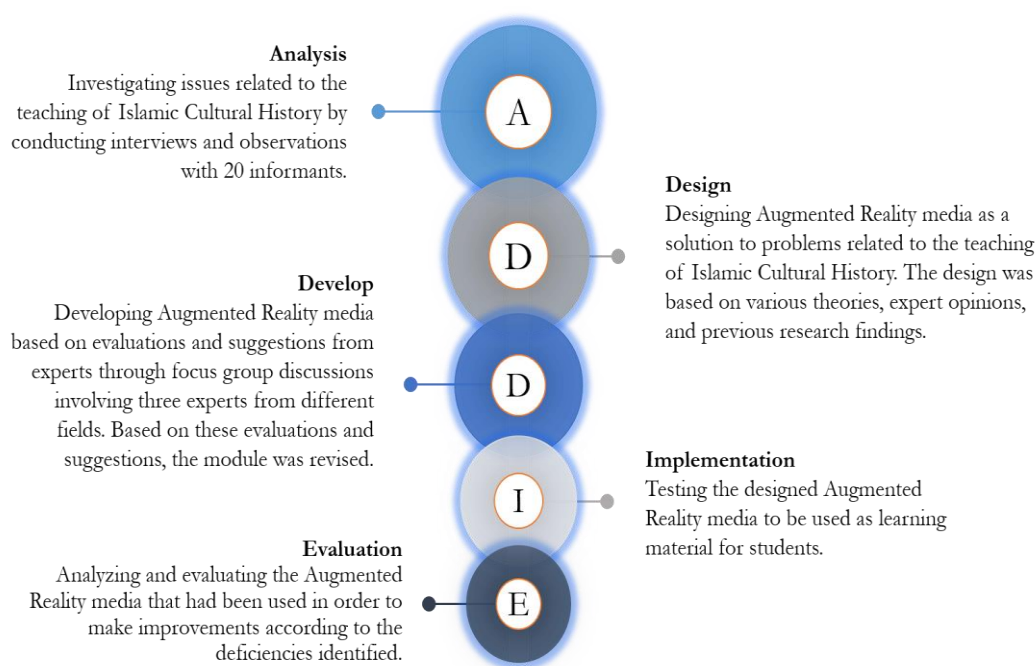 Analysis
Investigating issues related to the
teaching of Islamic Cultural History by
conducting interviews and observations
with 20 informants.
A
Design
Designing Augmented Reality media as a
solution to problems related to the teaching
of Islamic Cultural History. The design was
based on various theories, expert opinions,
and previous research findings.
D
Develop
Developing Augmented Reality media
based on evaluations and suggestions from
experts through focus group discussions
involving three experts from different
fields. Based on these evaluations and
suggestions, the module was revised.
D
Implementation
Testing the designed Augmented
Reality media to be used as learning
material for students.
I
Evaluation
Analyzing and evaluating the Augmented
Reality media that had been used in order to
make improvements according to the
deficiencies identified.
E